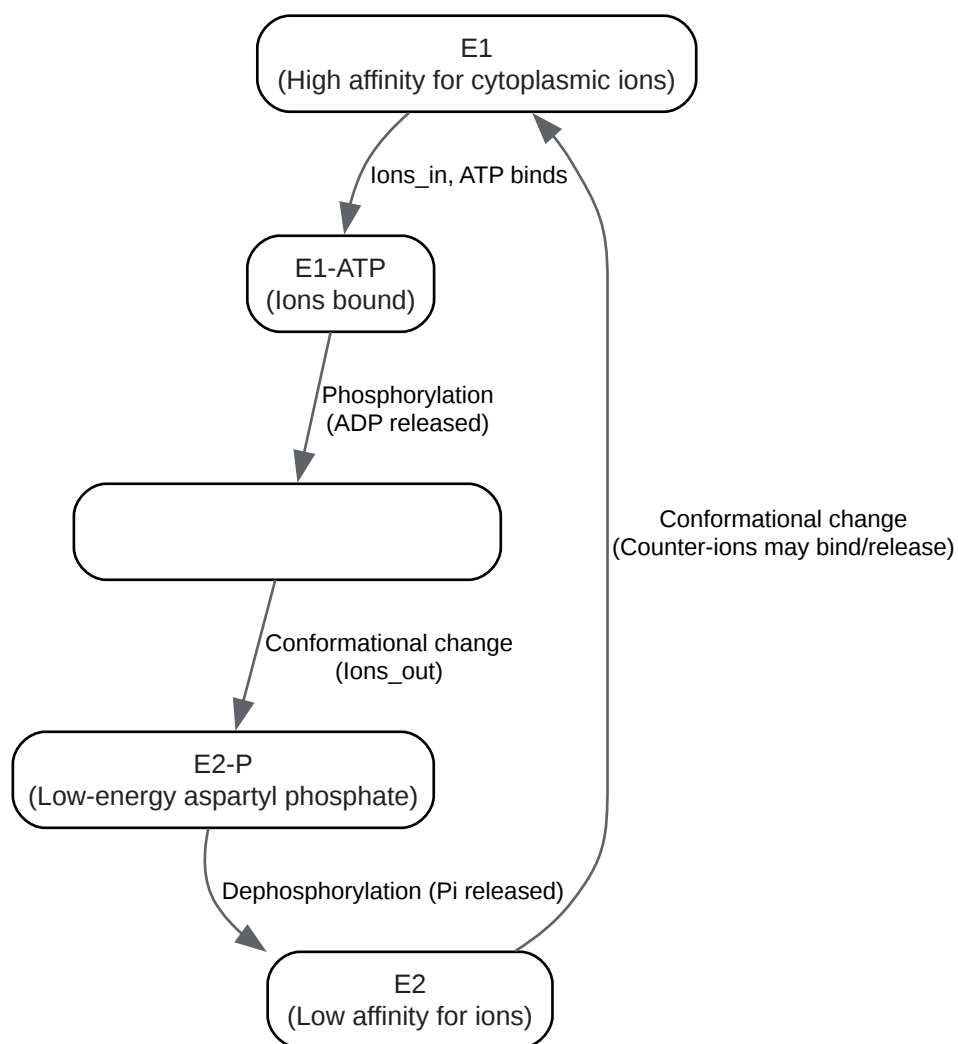 E1
(High affinity for cytoplasmic ions)
Ions_in, ATP binds
E1-ATP
(Ions bound)
Phosphorylation
(ADP released)
Conformational change
(Counter-ions may bind/release)
Conformational change
(Ions_out)
E2-P
(Low-energy aspartyl phosphate)
Dephosphorylation (Pi released)
E2
(Low affinity for ions)